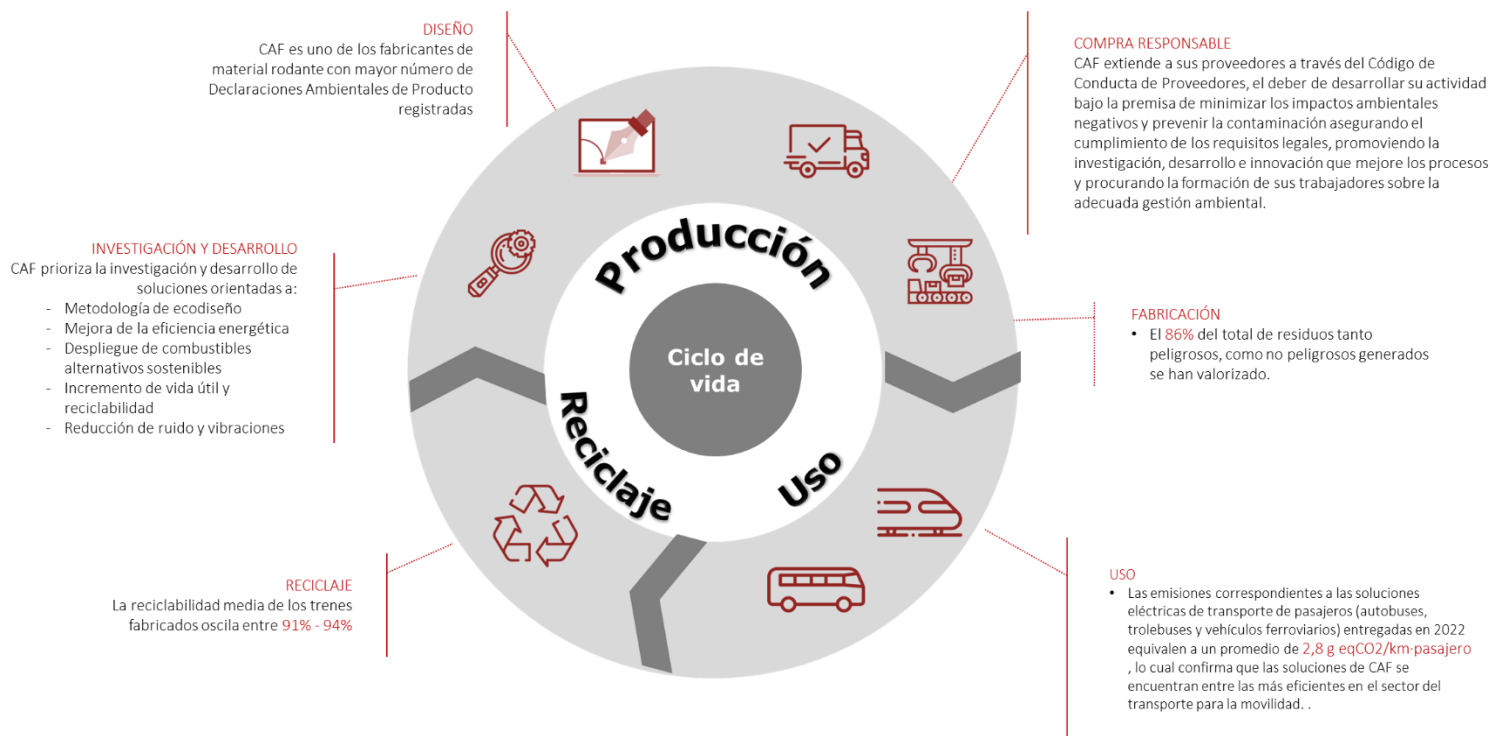 DISEÑO
CAF es uno de los fabricantes de
material rodante con mayor número de
Declaraciones Ambientales de Producto
registradas
COMPRA RESPONSABLE
CAF extiende a sus proveedores a través del Código de
Conducta de Proveedores, el deber de desarrollar su actividad
bajo la premisa de minimizar los impactos ambientales
negativos y prevenir la contaminación asegurando el
cumplimiento de los requisitos legales, promoviendo la
investigación, desarrollo e innovación que mejore los procesos
y procurando la formación de sus trabajadores sobre la
adecuada gestión ambiental.
INVESTIGACIÓN Y DESARROLLO
CAF prioriza la investigación y desarrollo de
soluciones orientadas a:
- Metodología de ecodiseño
- Mejora de la eficiencia energética
- Despliegue de combustibles
alternativos sostenibles
- Incremento de vida útil y
reciclabilidad
- Reducción de ruido y vibraciones
Producción
Ciclo de
vida
Reciclaje
Uso
FABRICACIÓN
• El 86% del total de residuos tanto
peligrosos, como no peligrosos generados
se han valorizado.
RECICLAJE
La reciclabilidad media de los trenes
fabricados oscila entre 91% - 94%
USO
• Las emisiones correspondientes a las soluciones
eléctricas de transporte de pasajeros (autobuses,
trolebuses y vehículos ferroviarios) entregadas en 2022
equivalen a un promedio de 2,8 g eqCO2/km·pasajero
, lo cual confirma que las soluciones de CAF se
encuentran entre las más eficientes en el sector del
transporte para la movilidad. .